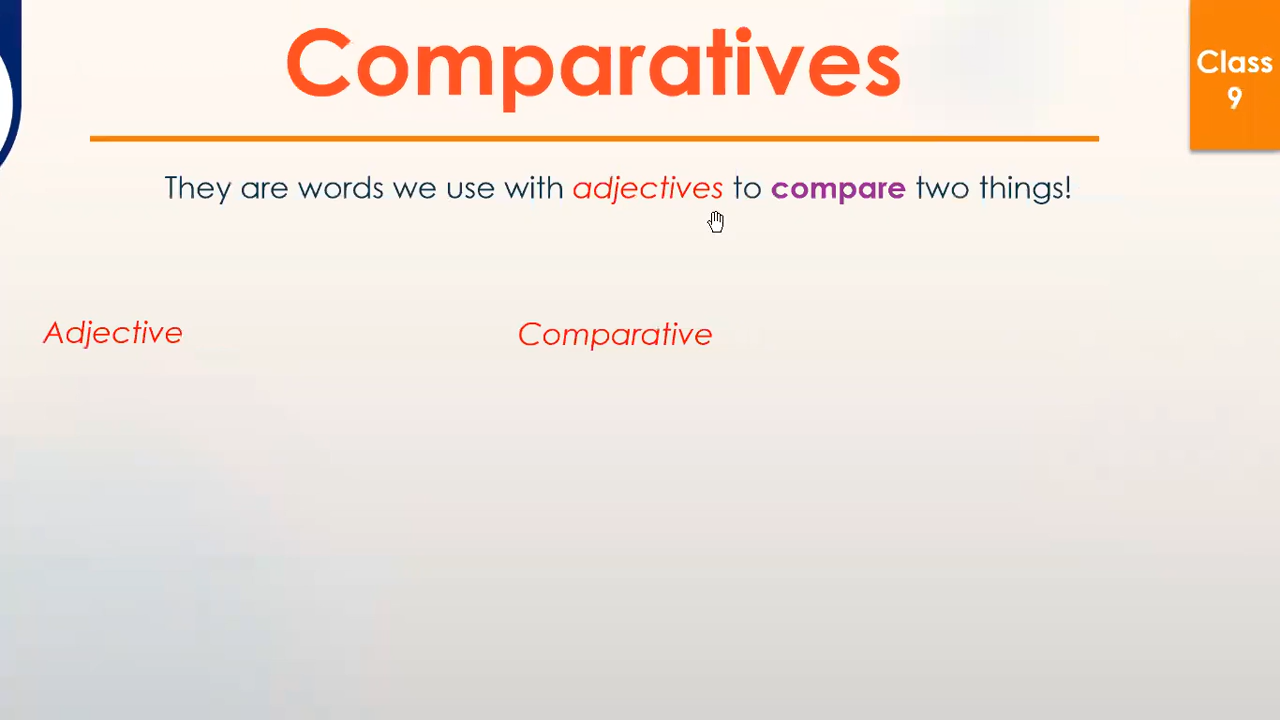 Comparatives
Class
9
They are words we use with adjectives to compare two things!
Adjective
Comparative